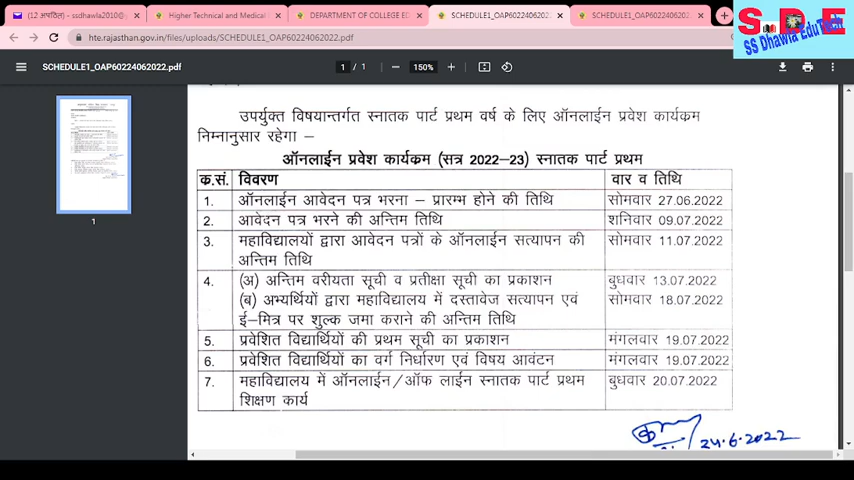 (12 अपठित) - ssdhawla2010@
Higher Technical and Medical
DEPARTMENT OF COLLEGE E
SCHEDULE1_OAP60224062022
SCHEDULE1_OAP60224062022
S D E
SS Dhawla EduTech
hte.rajasthan.gov.in/files/uploads/SCHEDULE1_OAP60224062022.pdf
SCHEDULE1_OAP60224062022.pdf
1 / 1
150%
1
उपर्युक्त विषयान्तर्गत स्नातक पार्ट प्रथम वर्ष के लिए ऑनलाईन प्रवेश कार्यक्रम
निम्नानुसार रहेगा –
ऑनलाईन प्रवेश कार्यक्रम (सत्र 2022–23) स्नातक पार्ट प्रथम
क.सं. विवरण वार व तिथि
1. ऑनलाईन आवेदन पत्र भरना – प्रारम्भ होने की तिथि सोमवार 27.06.2022
2. आवेदन पत्र भरने की अन्तिम तिथि शनिवार 09.07.2022
3. महाविद्यालयों द्वारा आवेदन पत्रों के ऑनलाईन सत्यापन की सोमवार 11.07.2022
अन्तिम तिथि
4. (अ) अन्तिम वरीयता सूची व प्रतीक्षा सूची का प्रकाशन बुधवार 13.07.2022
(ब) अभ्यर्थियों द्वारा महाविद्यालय में दस्तावेज सत्यापन एवं सोमवार 18.07.2022
ई–मित्र पर शुल्क जमा कराने की अन्तिम तिथि
5. प्रवेशित विद्यार्थियों की प्रथम सूची का प्रकाशन मंगलवार 19.07.2022
6. प्रवेशित विद्यार्थियों का वर्ग निर्धारण एवं विषय आवंटन मंगलवार 19.07.2022
7. महाविद्यालय में ऑनलाईन/ऑफ लाईन स्नातक पार्ट प्रथम बुधवार 20.07.2022
शिक्षण कार्य
24.6.2022